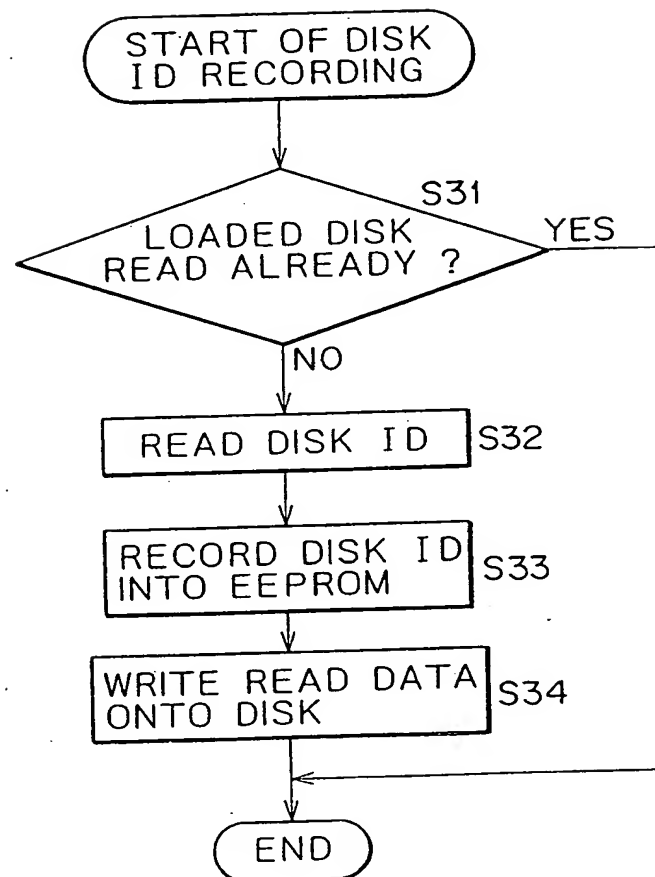 START OF DISK
ID RECORDING
S31
LOADED DISK
READ ALREADY ?
YES
NO
READ DISK ID
S32
RECORD DISK ID
INTO EEPROM
S33
WRITE READ DATA
ONTO DISK
S34
END